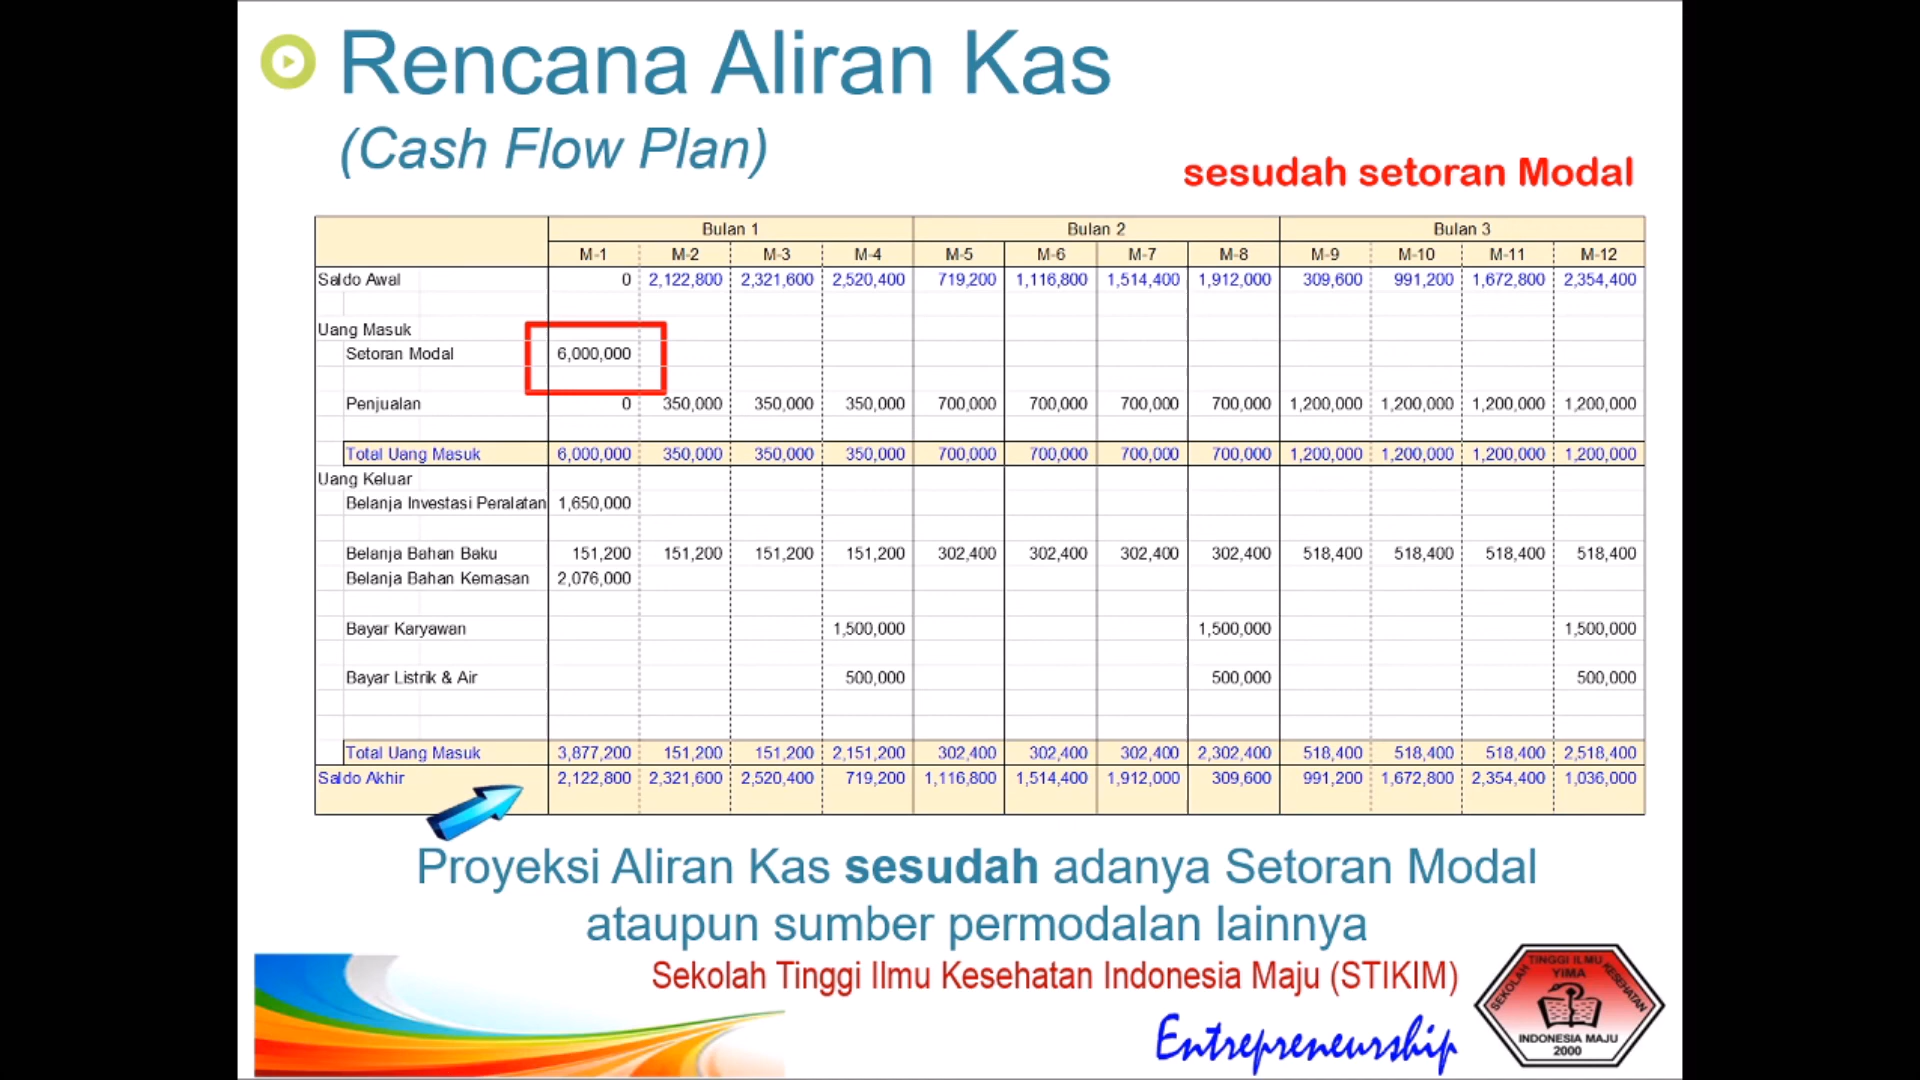 Rencana Aliran Kas
(Cash Flow Plan)
sesudah setoran Modal
Bulan 1 Bulan 2 Bulan 3
M-1 M-2 M-3 M-4 M-5 M-6 M-7 M-8 M-9 M-10 M-11 M-12
Saldo Awal 0 2,122,800 2,321,600 2,520,400 719,200 1,116,800 1,514,400 1,912,000 309,600 991,200 1,672,800 2,354,400
Uang Masuk
Setoran Modal 6,000,000
Penjualan 0 350,000 350,000 350,000 700,000 700,000 700,000 700,000 1,200,000 1,200,000 1,200,000 1,200,000
Total Uang Masuk 6,000,000 350,000 350,000 350,000 700,000 700,000 700,000 700,000 1,200,000 1,200,000 1,200,000 1,200,000
Uang Keluar
Belanja Investasi Peralatan 1,650,000
Belanja Bahan Baku 151,200 151,200 151,200 151,200 302,400 302,400 302,400 302,400 518,400 518,400 518,400 518,400
Belanja Bahan Kemasan 2,076,000
Bayar Karyawan 1,500,000 1,500,000 1,500,000
Bayar Listrik & Air 500,000 500,000 500,000
Total Uang Masuk 3,877,200 151,200 151,200 2,151,200 302,400 302,400 302,400 2,302,400 518,400 518,400 518,400 2,518,400
Saldo Akhir 2,122,800 2,321,600 2,520,400 719,200 1,116,800 1,514,400 1,912,000 309,600 991,200 1,672,800 2,354,400 1,036,000
Proyeksi Aliran Kas sesudah adanya Setoran Modal
ataupun sumber permodalan lainnya
Sekolah Tinggi Ilmu Kesehatan Indonesia Maju (STIKIM)
Entrepreneurship
SEKOLAH TINGGI ILMU KESEHATAN
YIMA
INDONESIA MAJU
2000